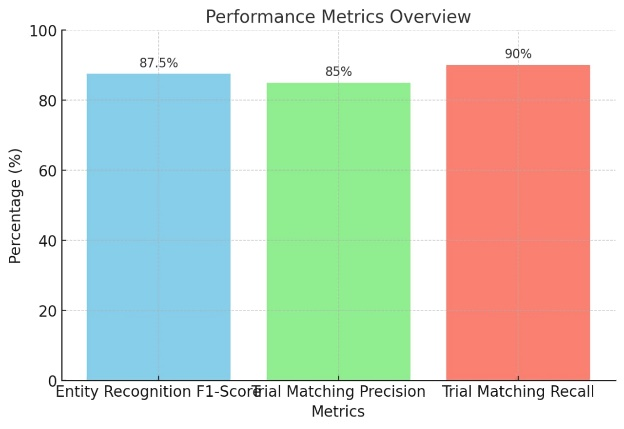 Performance Metrics Overview
100
80
60
40
20
0
Percentage (%)
87.5%
85%
90%
Entity Recognition F1-Score
Trial Matching Precision
Trial Matching Recall
Metrics